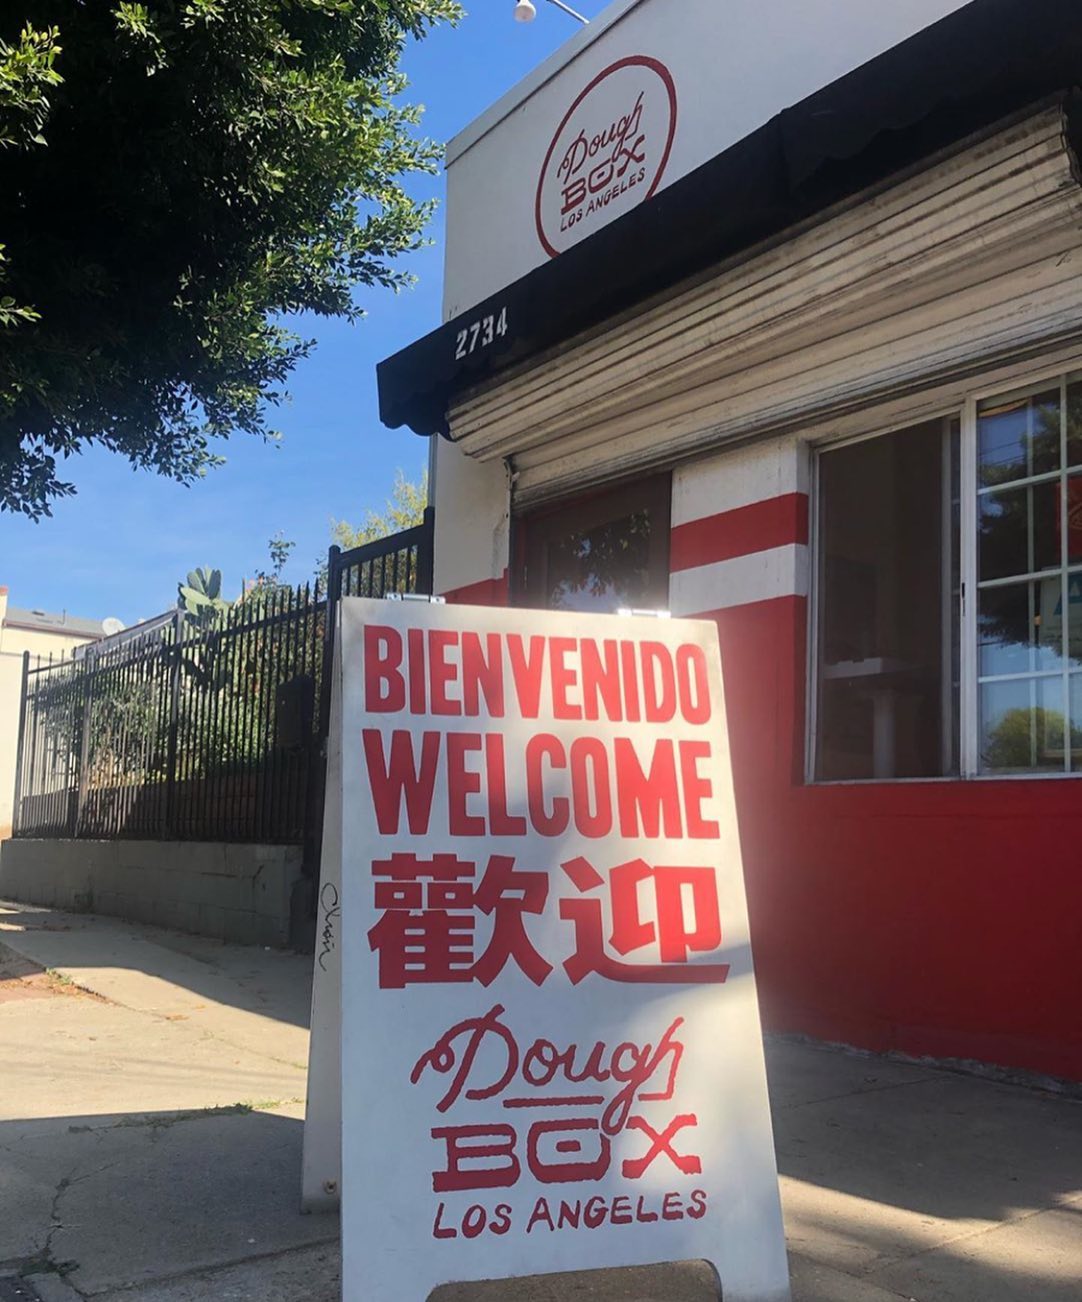 Dough
BOX
LOS ANGELES
2734
BIENVENIDO
WELCOME
歡迎
Dough
BOX
LOS ANGELES